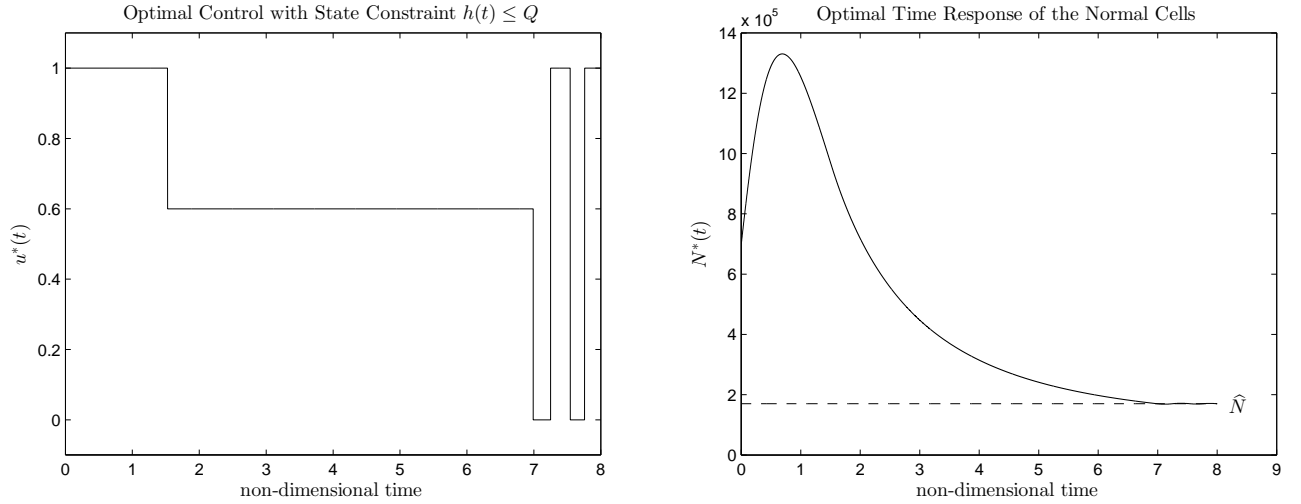 Optimal Control with State Constraint h(t) ≤ Q
u*(t)
1
0.8
0.6
0.4
0.2
0
0 1 2 3 4 5 6 7 8
non-dimensional time
Optimal Time Response of the Normal Cells
x 10⁵
N*(t)
14
12
10
8
6
4
2
0
N̂
0 1 2 3 4 5 6 7 8 9
non-dimensional time